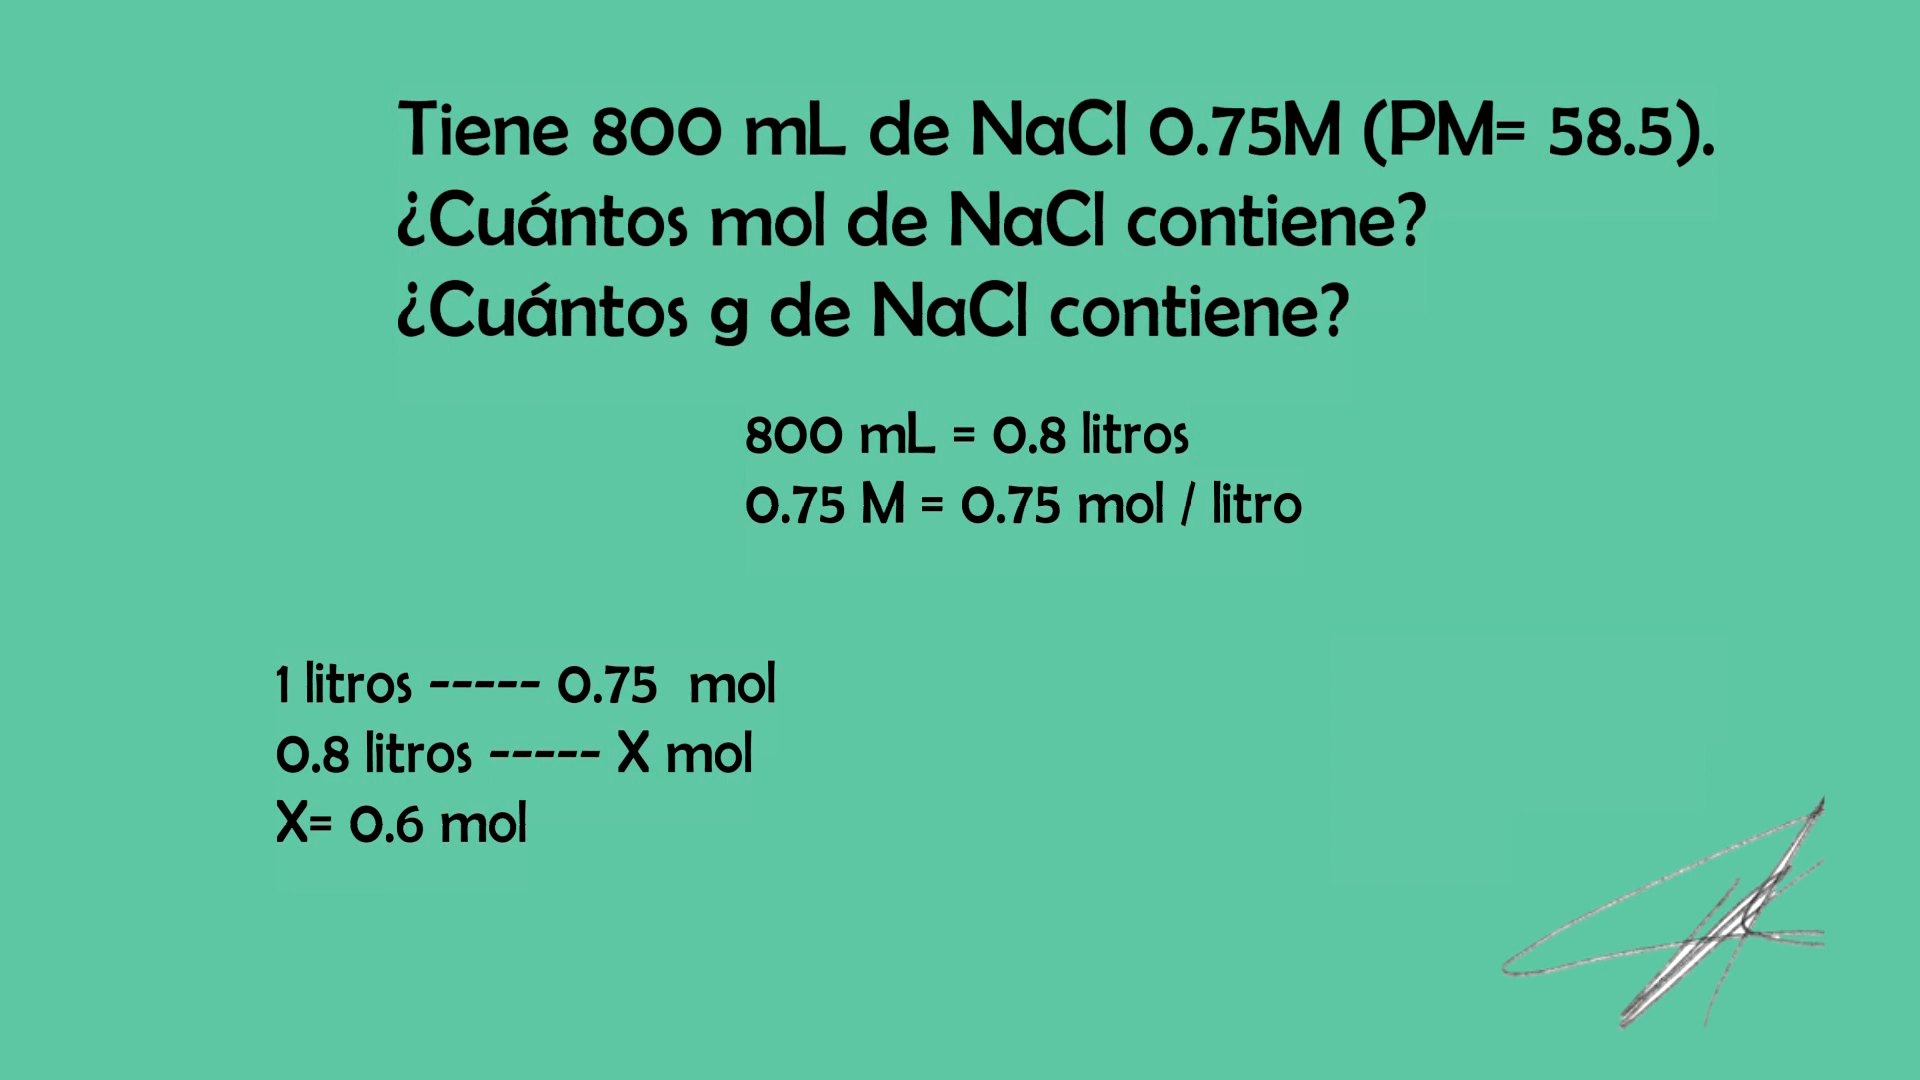 Tiene 800 mL de NaCl 0.75M (PM= 58.5).
¿Cuántos mol de NaCl contiene?
¿Cuántos g de NaCl contiene?
800 mL = 0.8 litros
0.75 M = 0.75 mol / litro
1 litros ----- 0.75 mol
0.8 litros ----- X mol
X= 0.6 mol